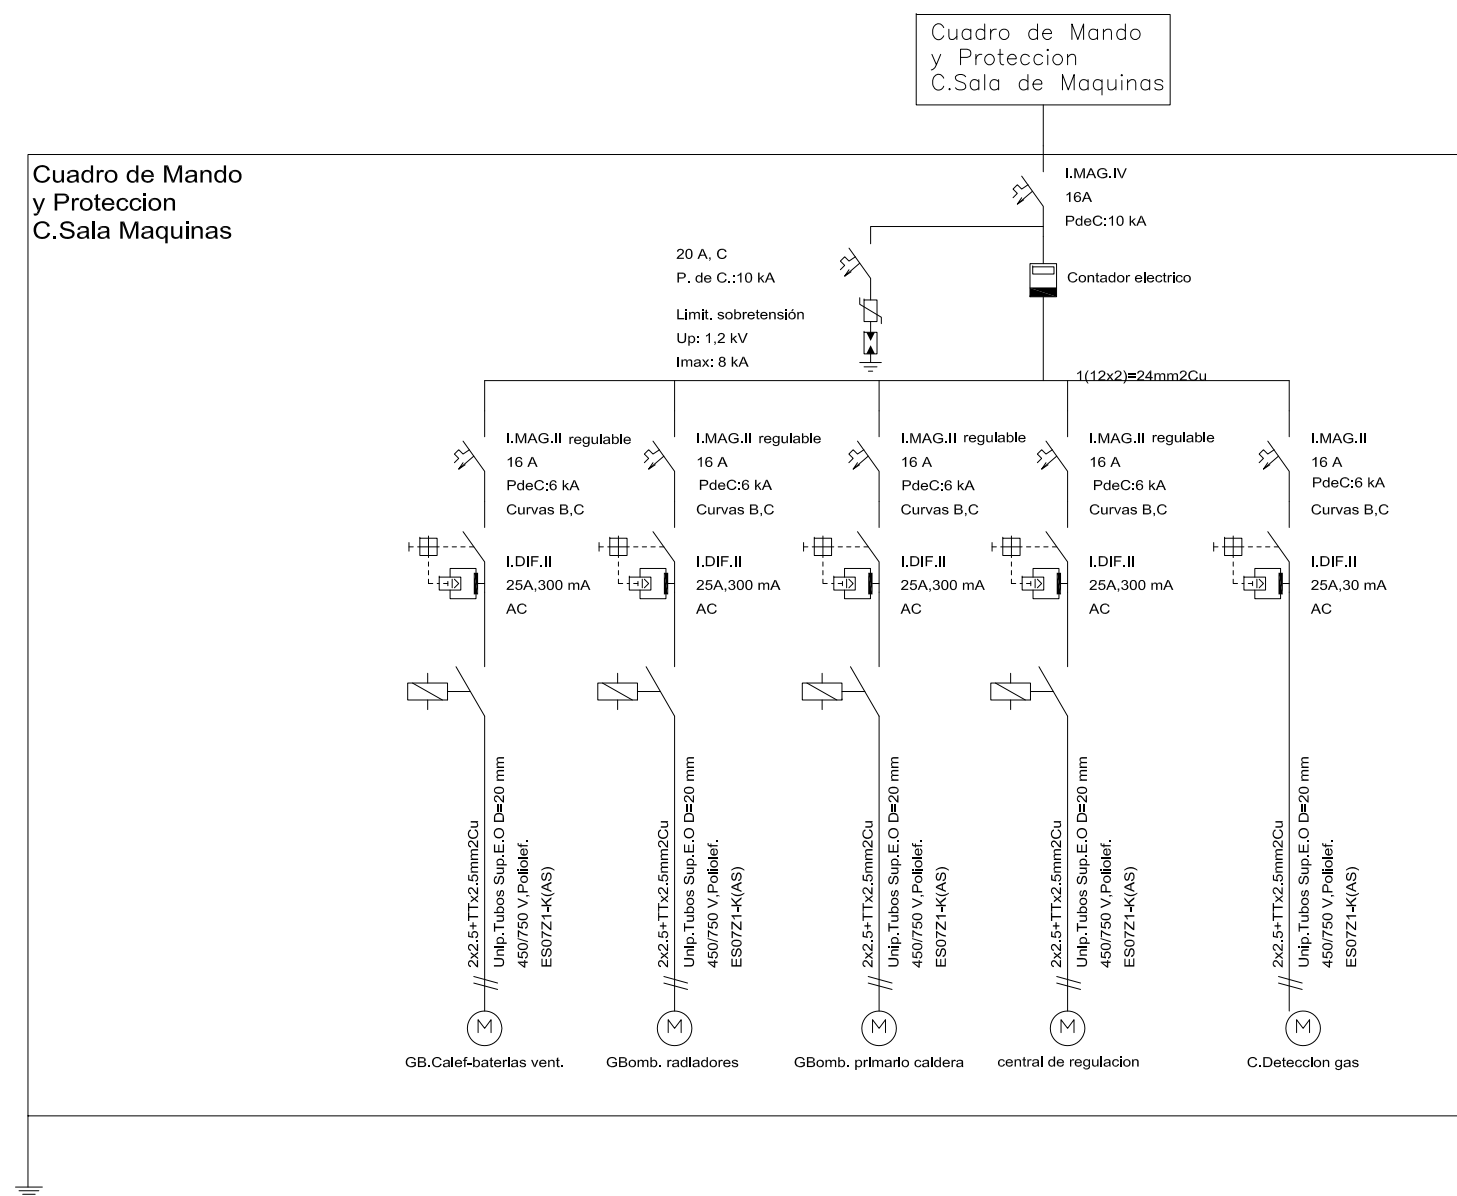 Cuadro de Mando
y Proteccion
C.Sala de Maquinas
Cuadro de Mando
y Proteccion
C.Sala Maquinas
I.MAG.IV
16A
PdeC:10 kA
20 A, C
P. de C.:10 kA
Limit. sobretensión
Up: 1,2 kV
Imax: 8 kA
Contador electrico
1(12x2)=24mm2Cu
I.MAG.II regulable
16 A
PdeC:6 kA
Curvas B,C
I.DIF.II
25A,300 mA
AC
I.MAG.II regulable
16 A
PdeC:6 kA
Curvas B,C
I.DIF.II
25A,300 mA
AC
I.MAG.II regulable
16 A
PdeC:6 kA
Curvas B,C
I.DIF.II
25A,300 mA
AC
I.MAG.II regulable
16 A
PdeC:6 kA
Curvas B,C
I.DIF.II
25A,300 mA
AC
I.MAG.II
16 A
PdeC:6 kA
Curvas B,C
I.DIF.II
25A,30 mA
AC
2x2.5+TTx2.5mm2Cu
Unip.Tubos Sup.E.O D=20 mm
450/750 V,Poliolef.
ES07Z1-K(AS)
2x2.5+TTx2.5mm2Cu
Unip.Tubos Sup.E.O D=20 mm
450/750 V,Poliolef.
ES07Z1-K(AS)
2x2.5+TTx2.5mm2Cu
Unip.Tubos Sup.E.O D=20 mm
450/750 V,Poliolef.
ES07Z1-K(AS)
2x2.5+TTx2.5mm2Cu
Unip.Tubos Sup.E.O D=20 mm
450/750 V,Poliolef.
ES07Z1-K(AS)
2x2.5+TTx2.5mm2Cu
Unip.Tubos Sup.E.O D=20 mm
450/750 V,Poliolef.
ES07Z1-K(AS)
M
M
M
M
M
GB.Calef-baterias vent.
GBomb. radiadores
GBomb. primario caldera
central de regulacion
C.Deteccion gas